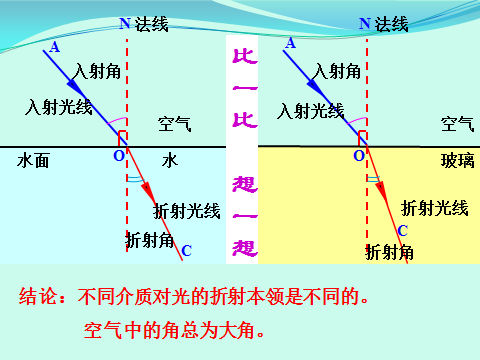 N 法线
A
入射角
入射光线
空气
水面
O
水
折射光线
折射角
C
比一比 想一想
N 法线
A
入射角
入射光线
空气
O
玻璃
折射光线
C
折射角
结论：不同介质对光的折射本领是不同的。
空气中的角总为大角。